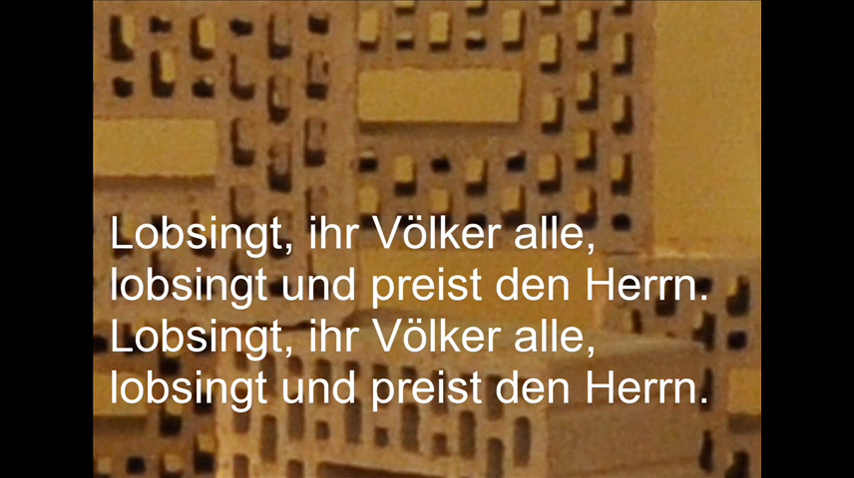 Lobsingt, ihr Völker alle,
lobsingt und preist den Herrn.
Lobsingt, ihr Völker alle,
lobsingt und preist den Herrn.